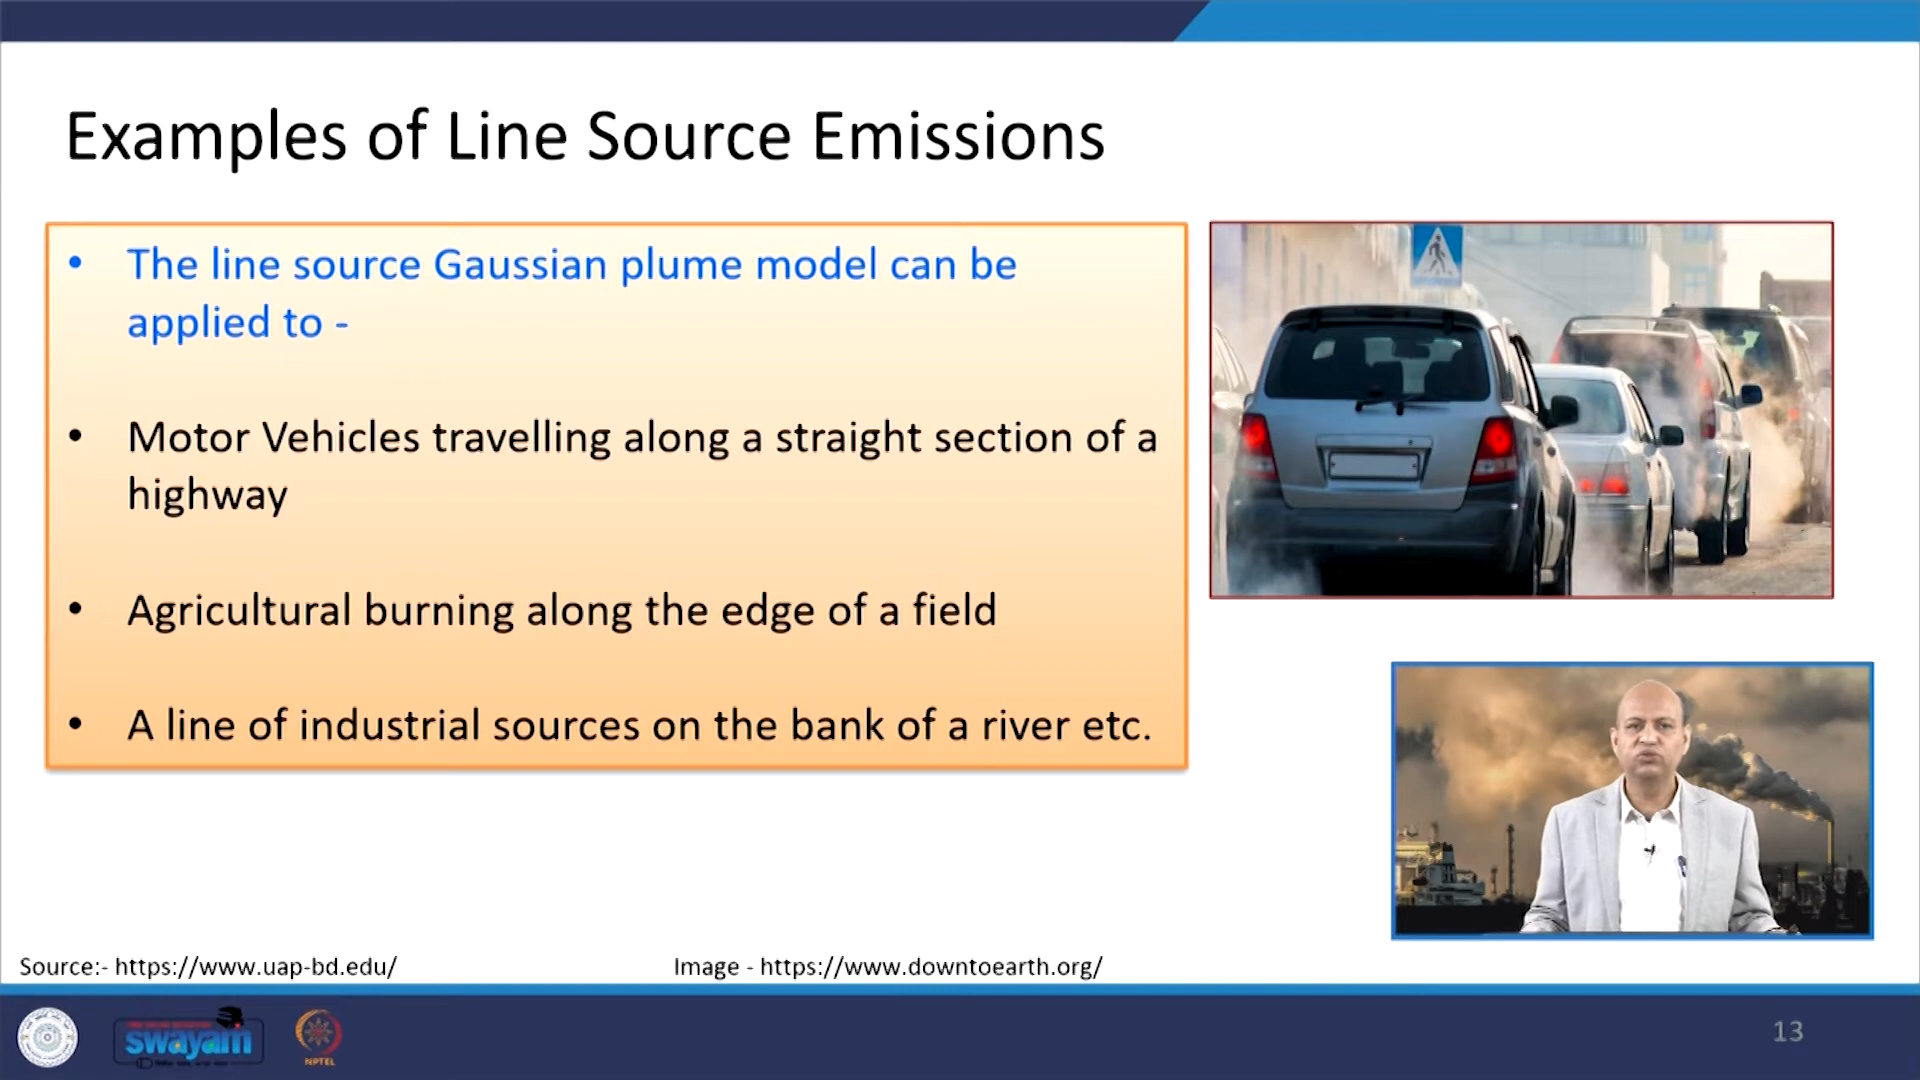 Examples of Line Source Emissions
• The line source Gaussian plume model can be
applied to -
• Motor Vehicles travelling along a straight section of a
highway
• Agricultural burning along the edge of a field
• A line of industrial sources on the bank of a river etc.
Source:- https://www.uap-bd.edu/
Image - https://www.downtoearth.org/
swayam
NPTEL
13